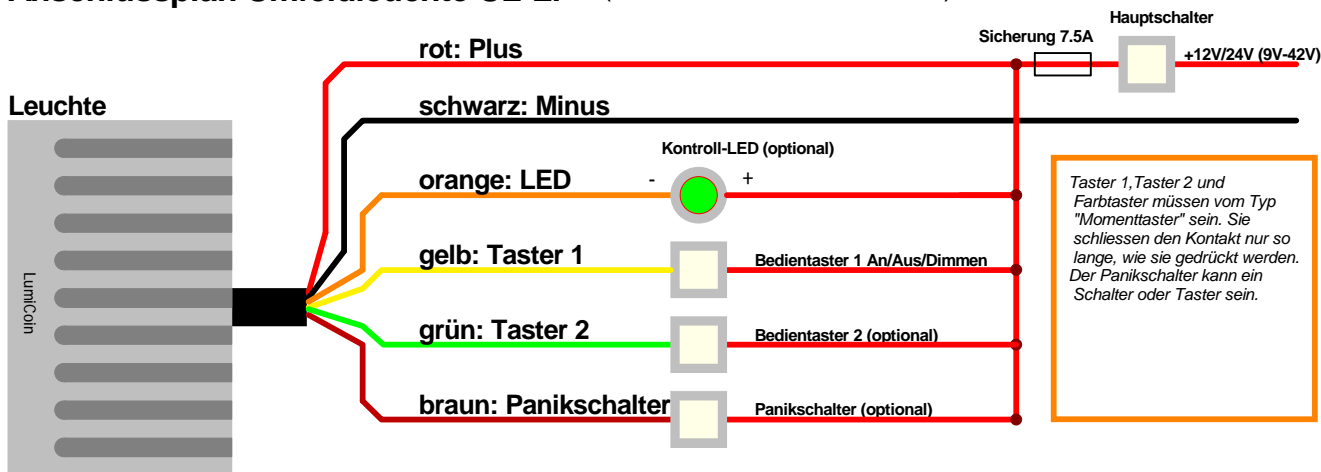 Hauptschalter
Sicherung 7.5A
+12V/24V (9V-42V)
rot: Plus
Leuchte
schwarz: Minus
Kontroll-LED (optional)
orange: LED
- +
gelb: Taster 1
Bedientaster 1 An/Aus/Dimmen
grün: Taster 2
Bedientaster 2 (optional)
braun: Panikschalter
Panikschalter (optional)
LumiCoin
Taster 1,Taster 2 und
Farbtaster müssen vom Typ
"Momenttaster" sein. Sie
schliessen den Kontakt nur so
lange, wie sie gedrückt werden.
Der Panikschalter kann ein
Schalter oder Taster sein.